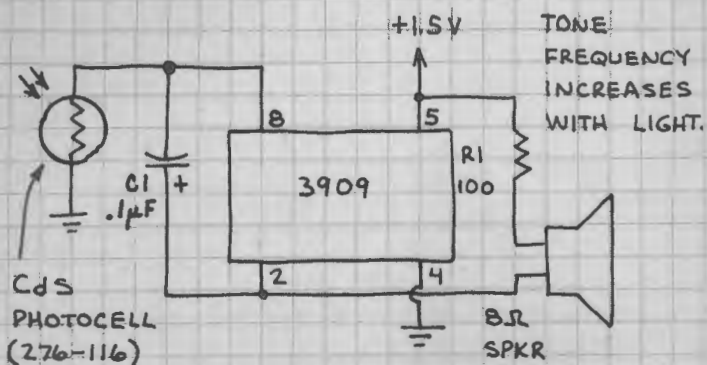 +1.5V
TONE
FREQUENCY
INCREASES
WITH LIGHT.
8
5
C1
+
.1µF
3909
R1
100
2
4
CdS
PHOTOCELL
(276-116)
8Ω
SPKR